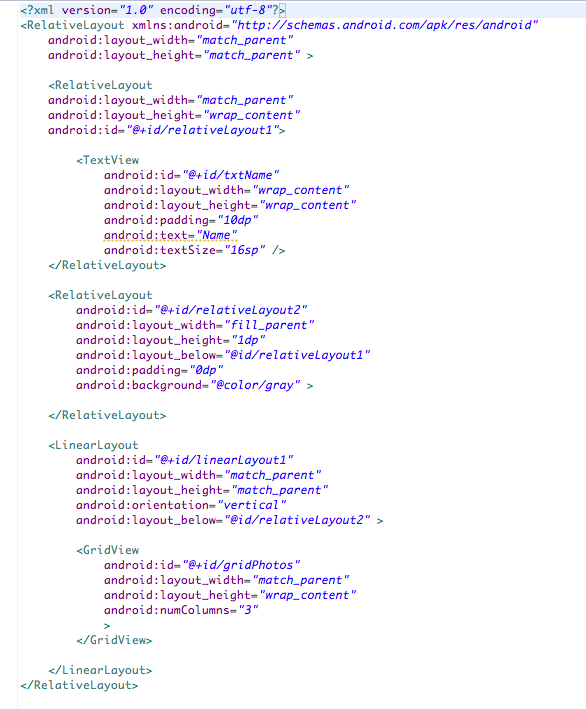 <?xml version="1.0" encoding="utf-8"?>
<RelativeLayout xmlns:android="http://schemas.android.com/apk/res/android"
    android:layout_width="match_parent"
    android:layout_height="match_parent" >

    <RelativeLayout
    android:layout_width="match_parent"
    android:layout_height="wrap_content"
    android:id="@+id/relativeLayout1">

        <TextView
            android:id="@+id/txtName"
            android:layout_width="wrap_content"
            android:layout_height="wrap_content"
            android:padding="10dp"
            android:text="Name"
            android:textSize="16sp" />
    </RelativeLayout>

    <RelativeLayout
        android:id="@+id/relativeLayout2"
        android:layout_width="fill_parent"
        android:layout_height="1dp"
        android:layout_below="@id/relativeLayout1"
        android:padding="0dp"
        android:background="@color/gray" >

    </RelativeLayout>

    <LinearLayout
        android:id="@+id/linearLayout1"
        android:layout_width="match_parent"
        android:layout_height="match_parent"
        android:orientation="vertical"
        android:layout_below="@id/relativeLayout2" >

        <GridView
            android:id="@+id/gridPhotos"
            android:layout_width="match_parent"
            android:layout_height="wrap_content"
            android:numColumns="3"
            >
        </GridView>

    </LinearLayout>
</RelativeLayout>